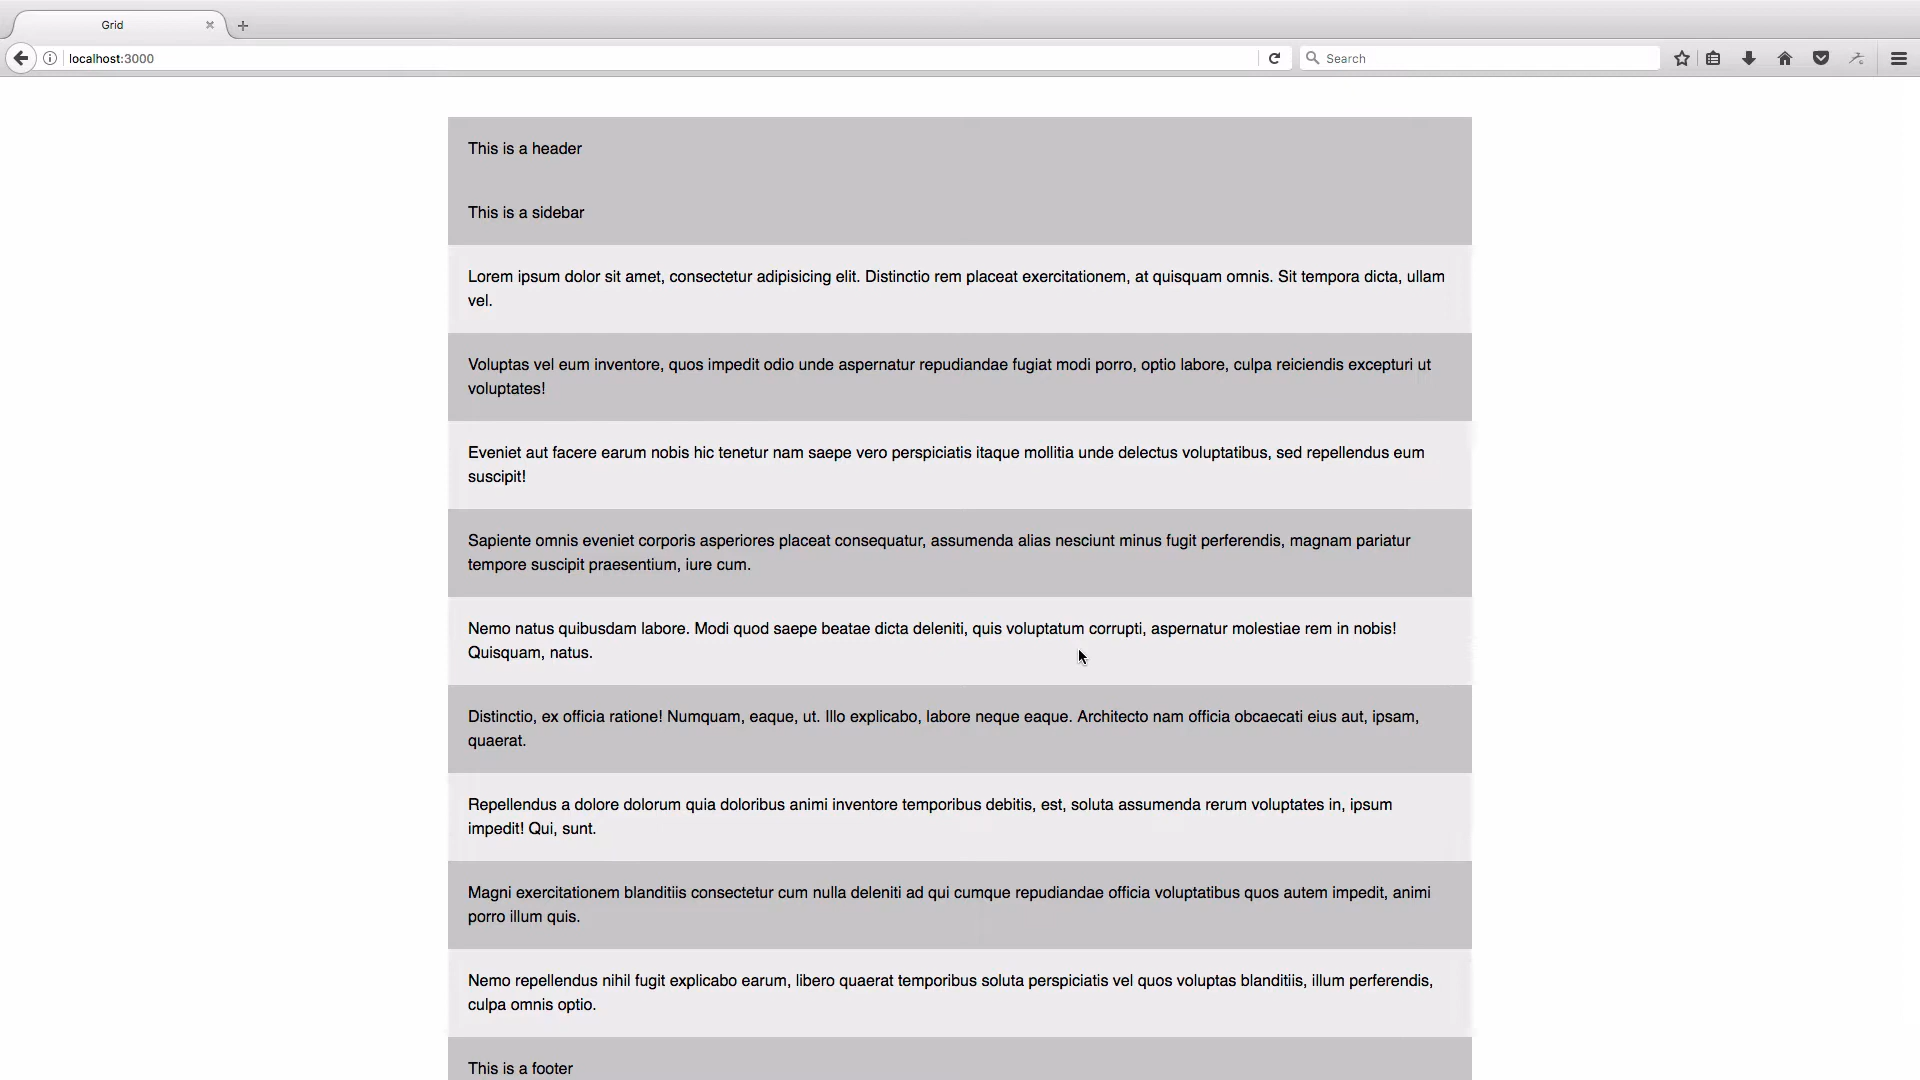 Grid
localhost:3000
Search
This is a header
This is a sidebar
Lorem ipsum dolor sit amet, consectetur adipisicing elit. Distinctio rem placeat exercitationem, at quisquam omnis. Sit tempora dicta, ullam
vel.
Voluptas vel eum inventore, quos impedit odio unde aspernatur repudiandae fugiat modi porro, optio labore, culpa reiciendis excepturi ut
voluptates!
Eveniet aut facere earum nobis hic tenetur nam saepe vero perspiciatis itaque mollitia unde delectus voluptatibus, sed repellendus eum
suscipit!
Sapiente omnis eveniet corporis asperiores placeat consequatur, assumenda alias nesciunt minus fugit perferendis, magnam pariatur
tempore suscipit praesentium, iure cum.
Nemo natus quibusdam labore. Modi quod saepe beatae dicta deleniti, quis voluptatum corrupti, aspernatur molestiae rem in nobis!
Quisquam, natus.
Distinctio, ex officia ratione! Numquam, eaque, ut. Illo explicabo, labore neque eaque. Architecto nam officia obcaecati eius aut, ipsam,
quaerat.
Repellendus a dolore dolorum quia doloribus animi inventore temporibus debitis, est, soluta assumenda rerum voluptates in, ipsum
impedit! Qui, sunt.
Magni exercitationem blanditiis consectetur cum nulla deleniti ad qui cumque repudiandae officia voluptatibus quos autem impedit, animi
porro illum quis.
Nemo repellendus nihil fugit explicabo earum, libero quaerat temporibus soluta perspiciatis vel quos voluptas blanditiis, illum perferendis,
culpa omnis optio.
This is a footer